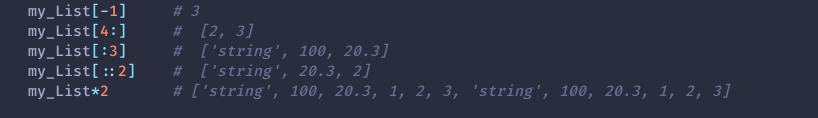 my_List[-1]     # 3
my_List[4:]     #  [2, 3]
my_List[:3]     #  ['string', 100, 20.3]
my_List[::2]    #  ['string', 20.3, 2]
my_List*2       # ['string', 100, 20.3, 1, 2, 3, 'string', 100, 20.3, 1, 2, 3]